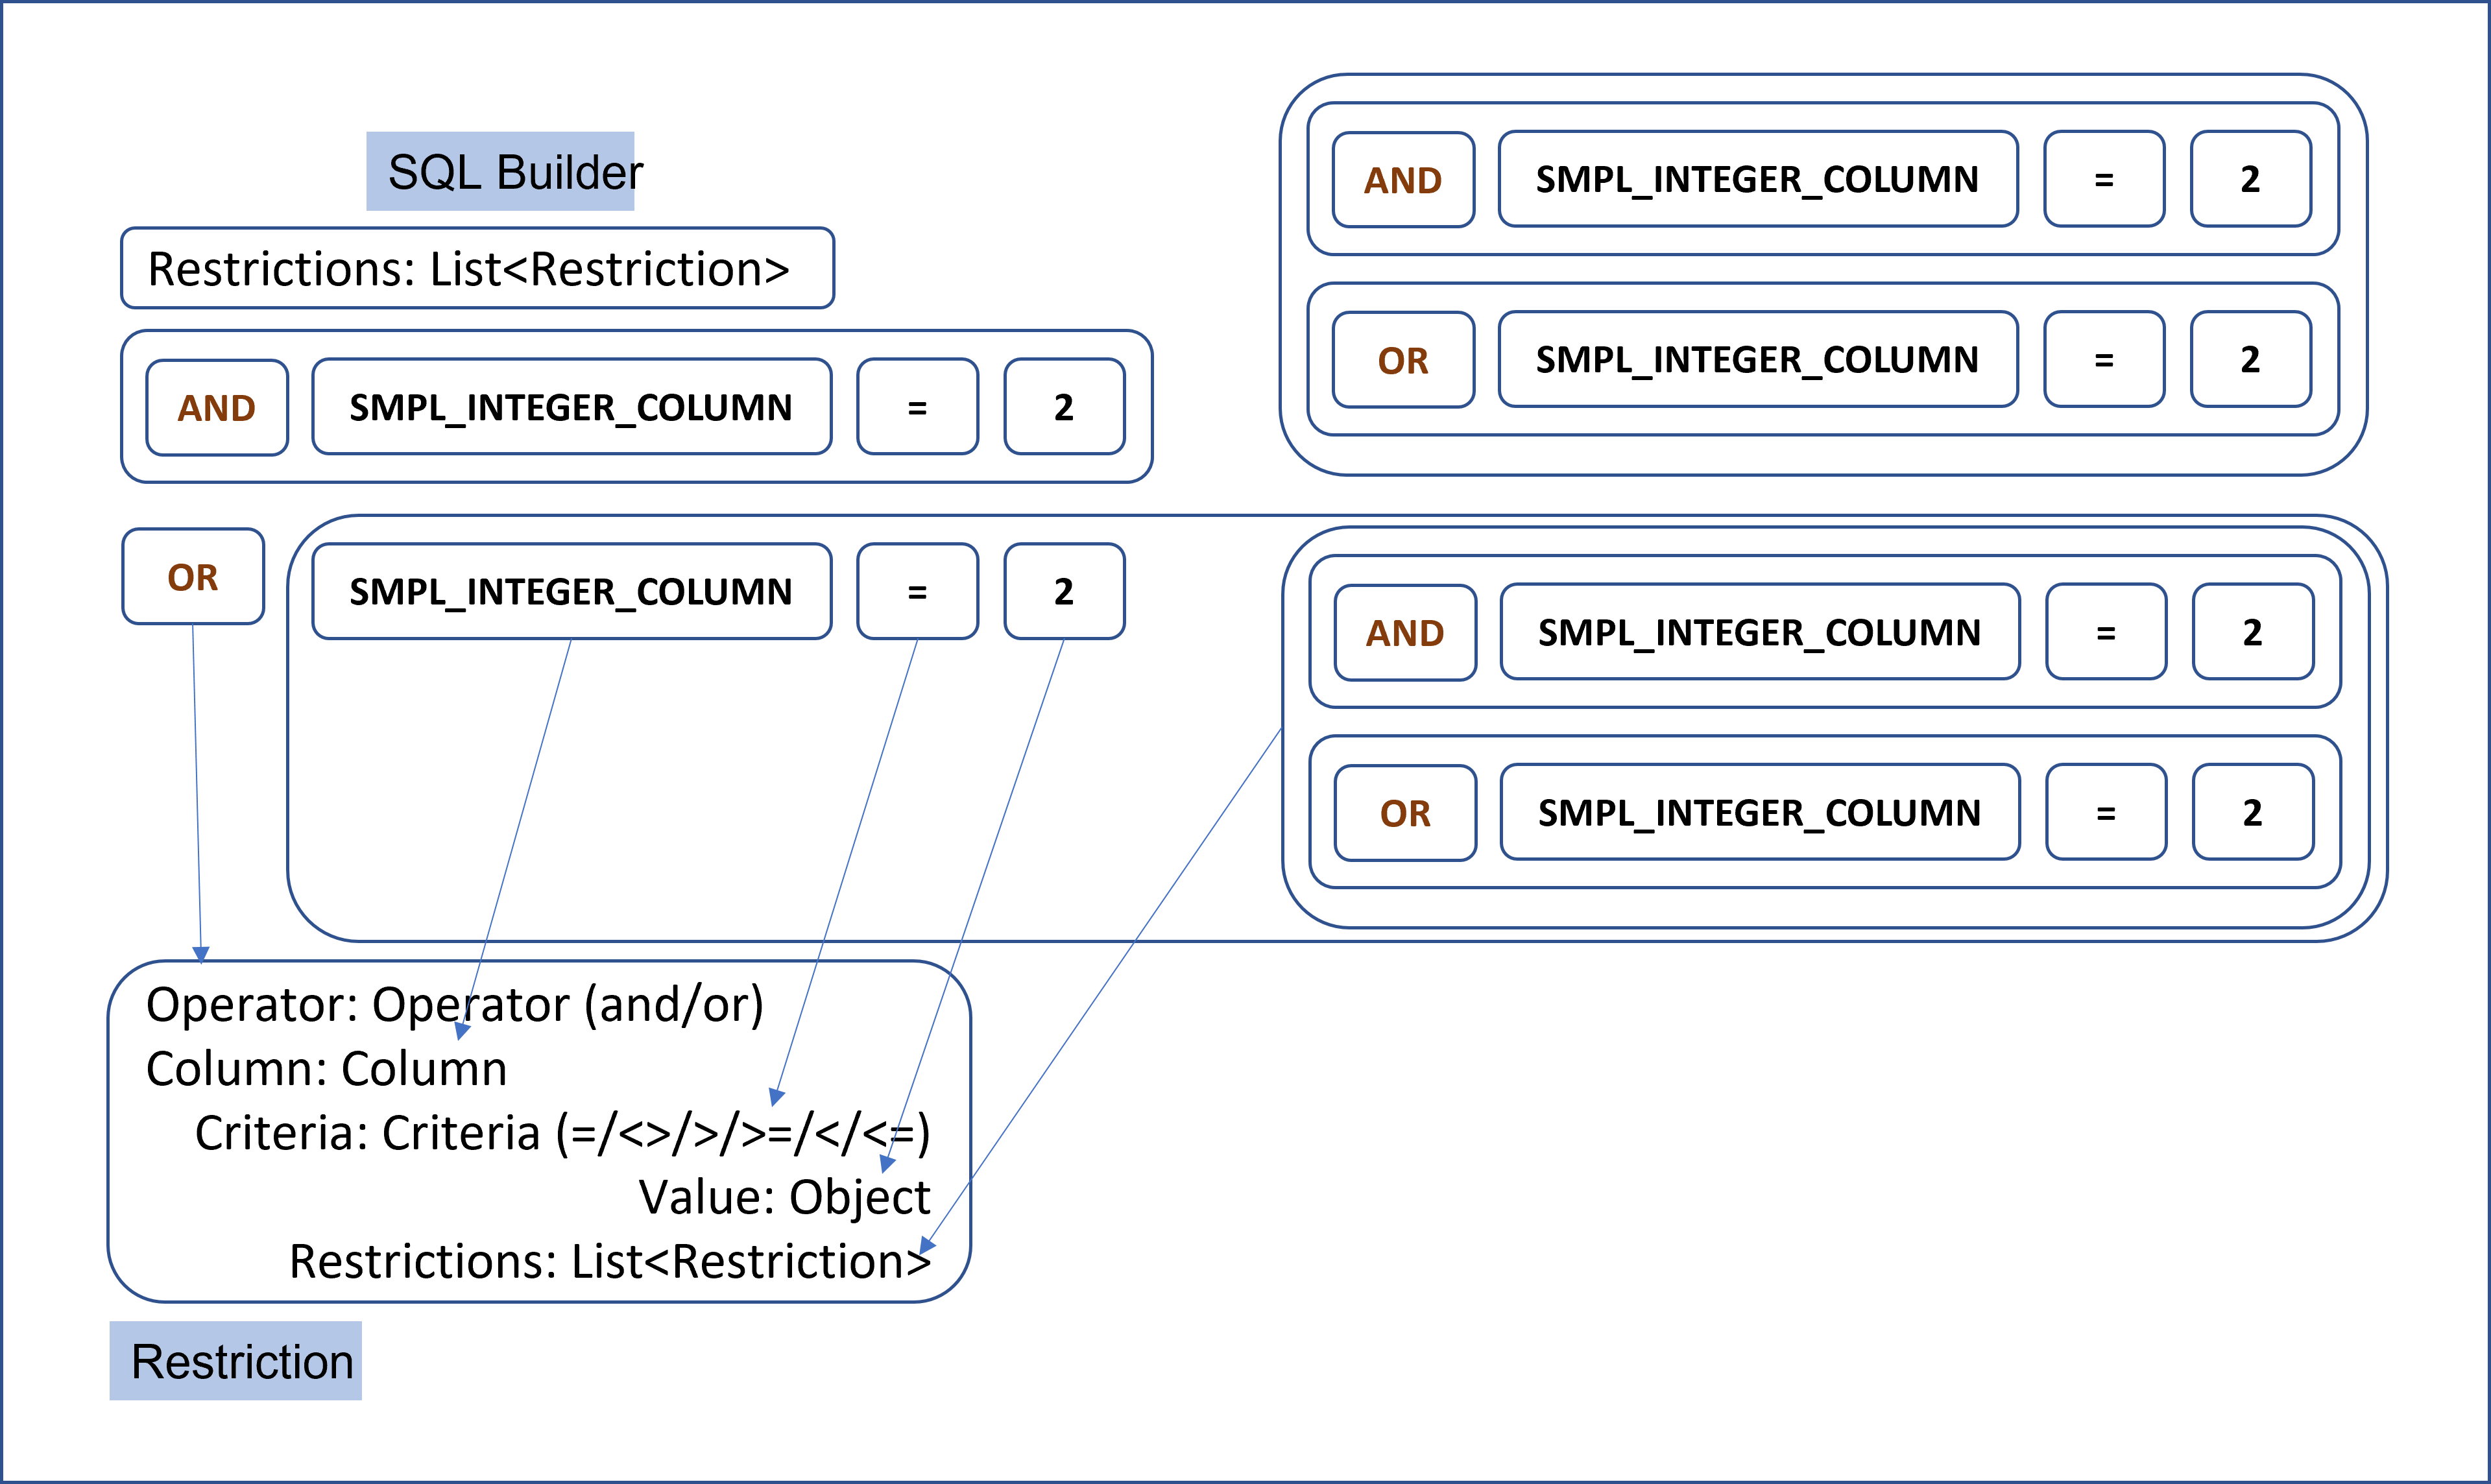 SQL Builder
Restrictions: List<Restriction>
AND SMPL_INTEGER_COLUMN = 2
AND SMPL_INTEGER_COLUMN = 2
OR SMPL_INTEGER_COLUMN = 2
OR SMPL_INTEGER_COLUMN = 2
AND SMPL_INTEGER_COLUMN = 2
OR SMPL_INTEGER_COLUMN = 2
Operator: Operator (and/or)
Column: Column
Criteria: Criteria (=/<>/>/>=/</<=)
Value: Object
Restrictions: List<Restriction>
Restriction